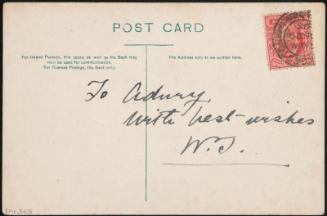 POST CARD
For Inland Postage, this space as well as the Back may
now be used for communication.
For Foreign Postage, the Back only.
The Address only to be written here.
To
with best wishes
W.S.